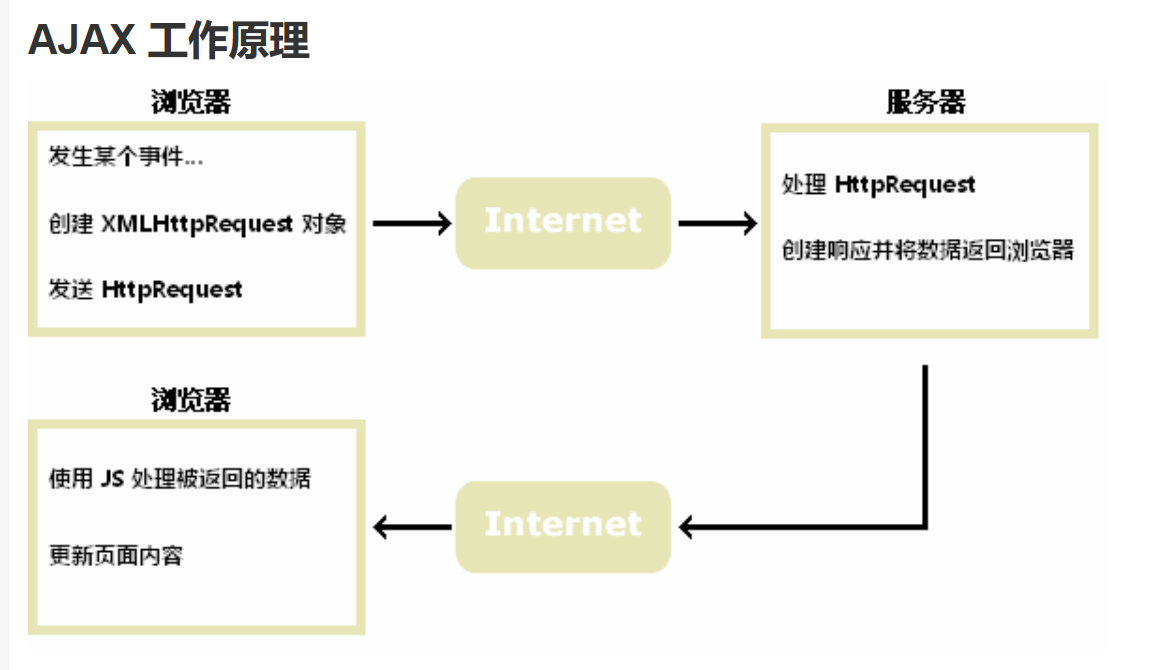 AJAX 工作原理
浏览器
发生某个事件...
创建 XMLHttpRequest 对象
发送 HttpRequest
Internet
服务器
处理 HttpRequest
创建响应并将数据返回浏览器
浏览器
使用 JS 处理被返回的数据
更新页面内容
Internet